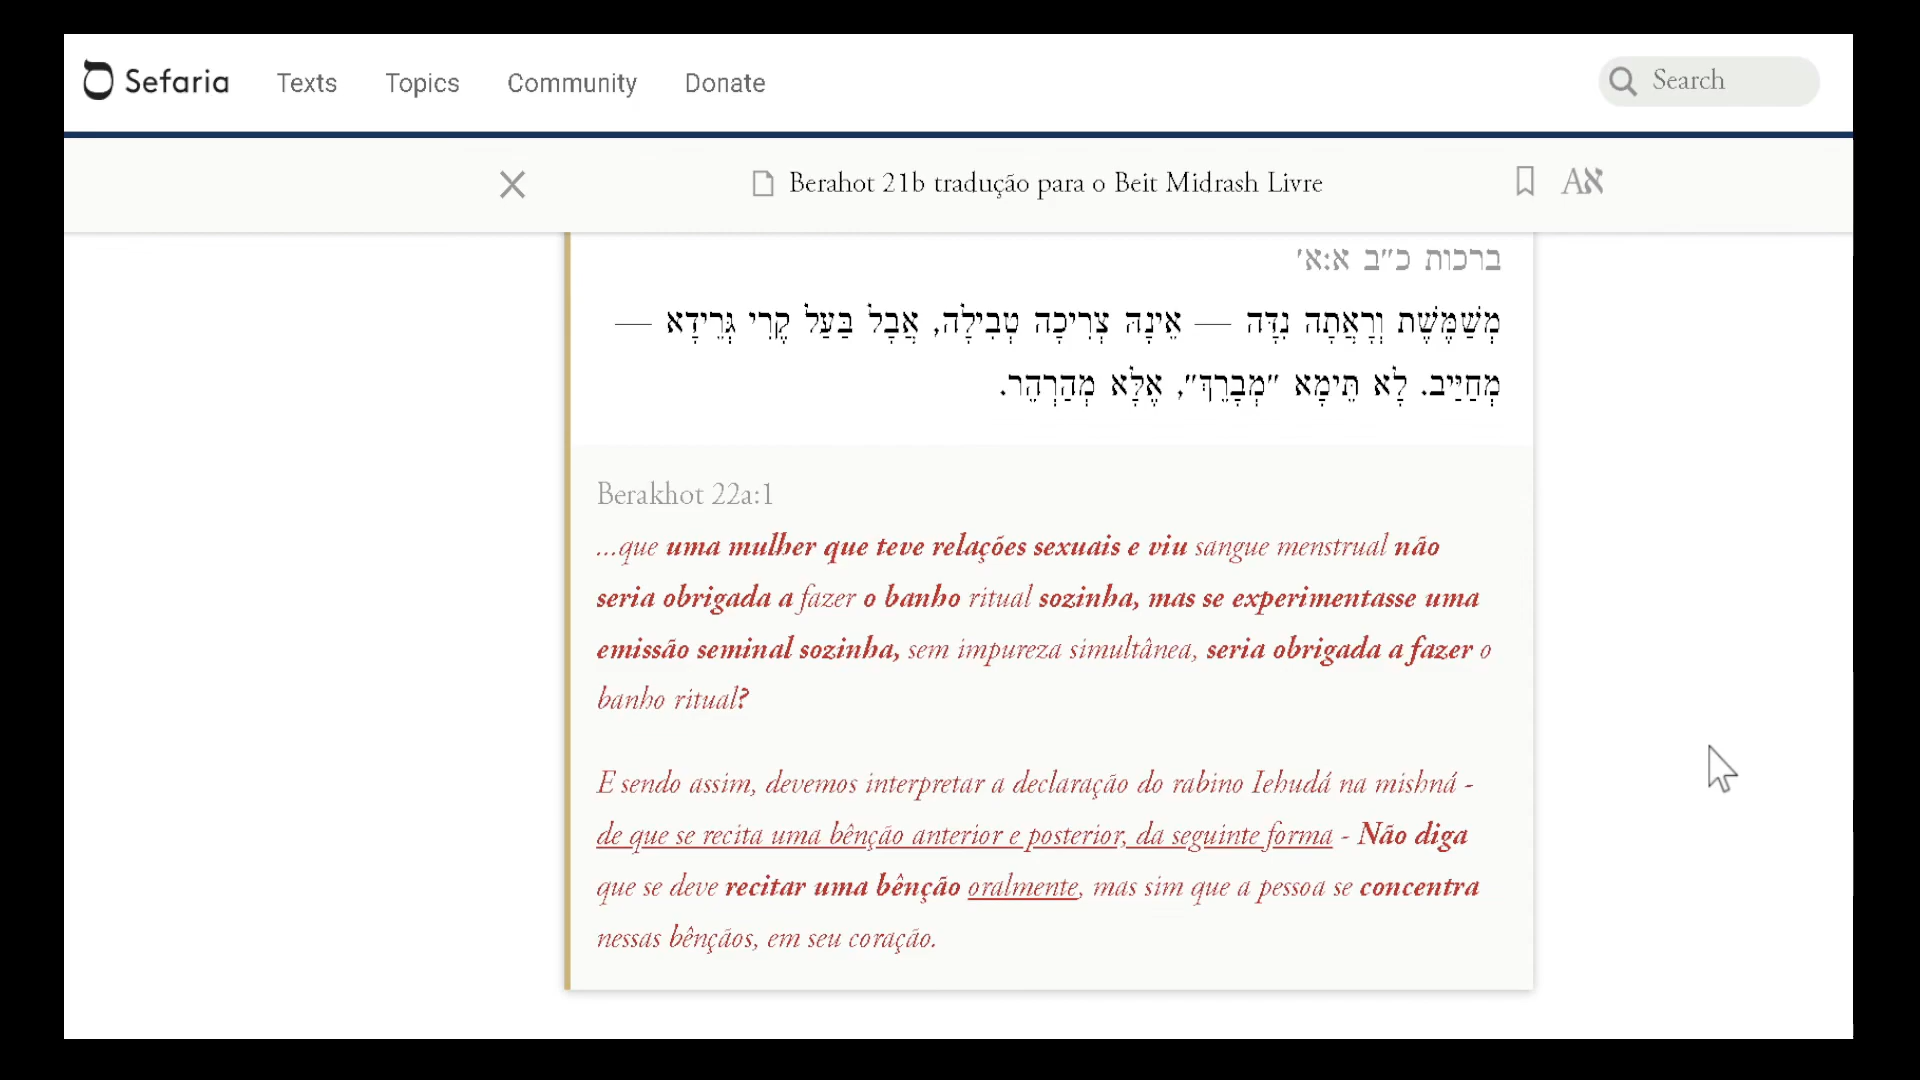 Sefaria Texts Topics Community Donate Search
Berahot 21b tradução para o Beit Midrash Livre
ברכות כ״ב א:א׳
מְשַׁמֶּשֶׁת וְרָאֲתָה נִדָּה — אֵינָהּ צְרִיכָה טְבִילָה, אֲבָל בַּעַל קֶרִי גְּרֵידָא —
מְחַיַּיב. לָא תֵּימָא ״מְבָרֵךְ״, אֶלָּא מְהַרְהֵר.
Berakhot 22a:1
...que uma mulher que teve relações sexuais e viu sangue menstrual não
seria obrigada a fazer o banho ritual sozinha, mas se experimentasse uma
emissão seminal sozinha, sem impureza simultânea, seria obrigada a fazer o
banho ritual?
E sendo assim, devemos interpretar a declaração do rabino Iehudá na mishná -
de que se recita uma bênção anterior e posterior, da seguinte forma - Não diga
que se deve recitar uma bênção oralmente, mas sim que a pessoa se concentra
nessas bênçãos, em seu coração.